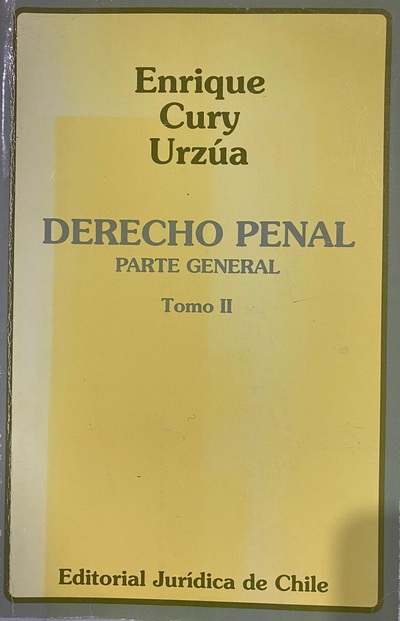 Enrique
Cury
Urzúa
DERECHO PENAL
PARTE GENERAL
Tomo II
Editorial Jurídica de Chile